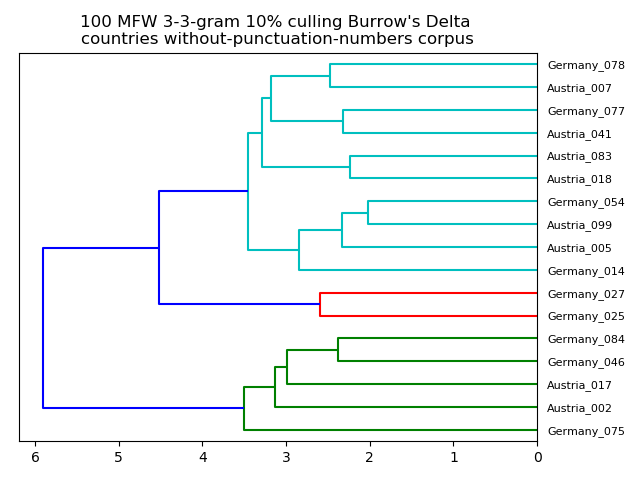 100 MFW 3-3-gram 10% culling Burrow's Delta
countries without-punctuation-numbers corpus
Germany_078
Austria_007
Germany_077
Austria_041
Austria_083
Austria_018
Germany_054
Austria_099
Austria_005
Germany_014
Germany_027
Germany_025
Germany_084
Germany_046
Austria_017
Austria_002
Germany_075
6 5 4 3 2 1 0